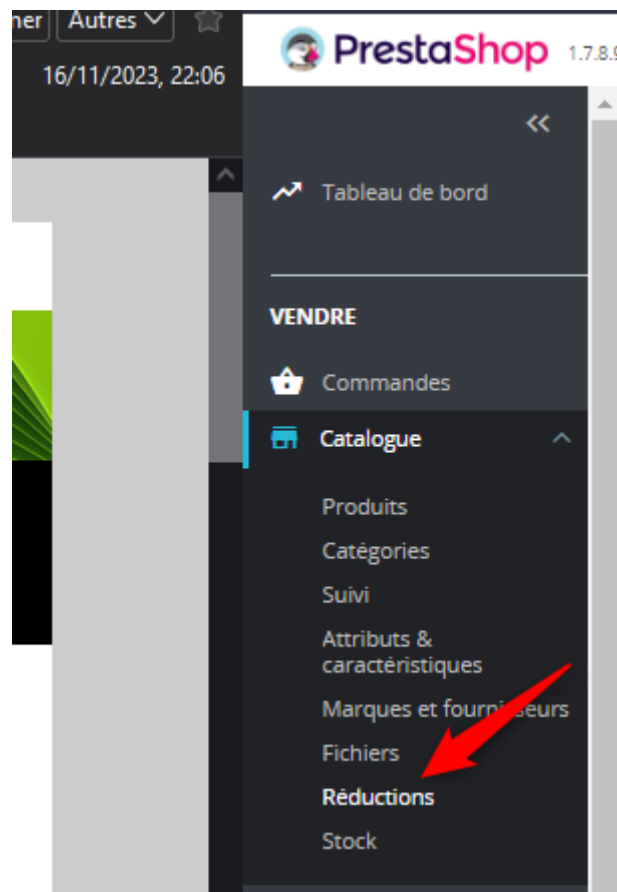 Autres
16/11/2023, 22:06
PrestaShop 1.7.8.9
Tableau de bord
VENDRE
Commandes
Catalogue
Produits
Catégories
Suivi
Attributs &
caractéristiques
Marques et fournisseurs
Fichiers
Réductions
Stock